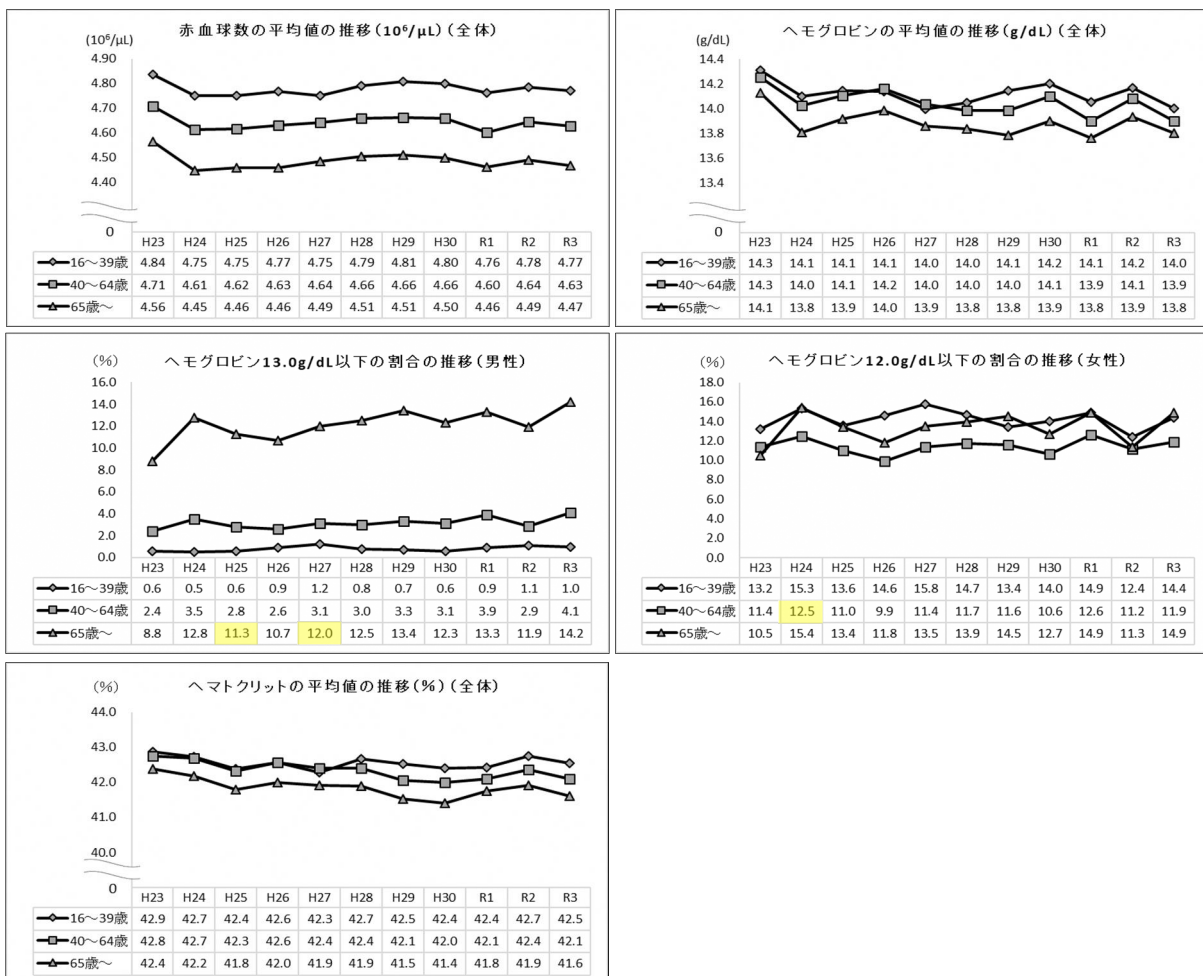 赤血球数の平均値の推移(10⁶/μL)(全体)
(10⁶/μL)
4.90
4.80
4.70
4.60
4.50
4.40
0
H23 H24 H25 H26 H27 H28 H29 H30 R1 R2 R3
16～39歳 4.84 4.75 4.75 4.77 4.75 4.79 4.81 4.80 4.76 4.78 4.77
40～64歳 4.71 4.61 4.62 4.63 4.64 4.66 4.66 4.66 4.60 4.64 4.63
65歳～ 4.56 4.45 4.46 4.46 4.49 4.51 4.51 4.50 4.46 4.49 4.47
ヘモグロビンの平均値の推移(g/dL)(全体)
(g/dL)
14.4
14.2
14.0
13.8
13.6
13.4
0
H23 H24 H25 H26 H27 H28 H29 H30 R1 R2 R3
16～39歳 14.3 14.1 14.1 14.1 14.0 14.0 14.1 14.2 14.1 14.2 14.0
40～64歳 14.3 14.0 14.1 14.2 14.0 14.0 14.0 14.1 13.9 14.1 13.9
65歳～ 14.1 13.8 13.9 14.0 13.9 13.8 13.8 13.9 13.8 13.9 13.8
(%)
ヘモグロビン13.0g/dL以下の割合の推移(男性)
16.0
14.0
12.0
10.0
8.0
6.0
4.0
2.0
0.0
H23 H24 H25 H26 H27 H28 H29 H30 R1 R2 R3
16～39歳 0.6 0.5 0.6 0.9 1.2 0.8 0.7 0.6 0.9 1.1 1.0
40～64歳 2.4 3.5 2.8 2.6 3.1 3.0 3.3 3.1 3.9 2.9 4.1
65歳～ 8.8 12.8 11.3 10.7 12.0 12.5 13.4 12.3 13.3 11.9 14.2
(%)
ヘモグロビン12.0g/dL以下の割合の推移(女性)
18.0
16.0
14.0
12.0
10.0
8.0
6.0
4.0
2.0
0.0
H23 H24 H25 H26 H27 H28 H29 H30 R1 R2 R3
16～39歳 13.2 15.3 13.6 14.6 15.8 14.7 13.4 14.0 14.9 12.4 14.4
40～64歳 11.4 12.5 11.0 9.9 11.4 11.7 11.6 10.6 12.6 11.2 11.9
65歳～ 10.5 15.4 13.4 11.8 13.5 13.9 14.5 12.7 14.9 11.3 14.9
(%)
ヘマトクリットの平均値の推移(%)(全体)
44.0
43.0
42.0
41.0
40.0
0
H23 H24 H25 H26 H27 H28 H29 H30 R1 R2 R3
16～39歳 42.9 42.7 42.4 42.6 42.3 42.7 42.5 42.4 42.4 42.7 42.5
40～64歳 42.8 42.7 42.3 42.6 42.4 42.4 42.1 42.0 42.1 42.4 42.1
65歳～ 42.4 42.2 41.8 42.0 41.9 41.9 41.5 41.4 41.8 41.9 41.6